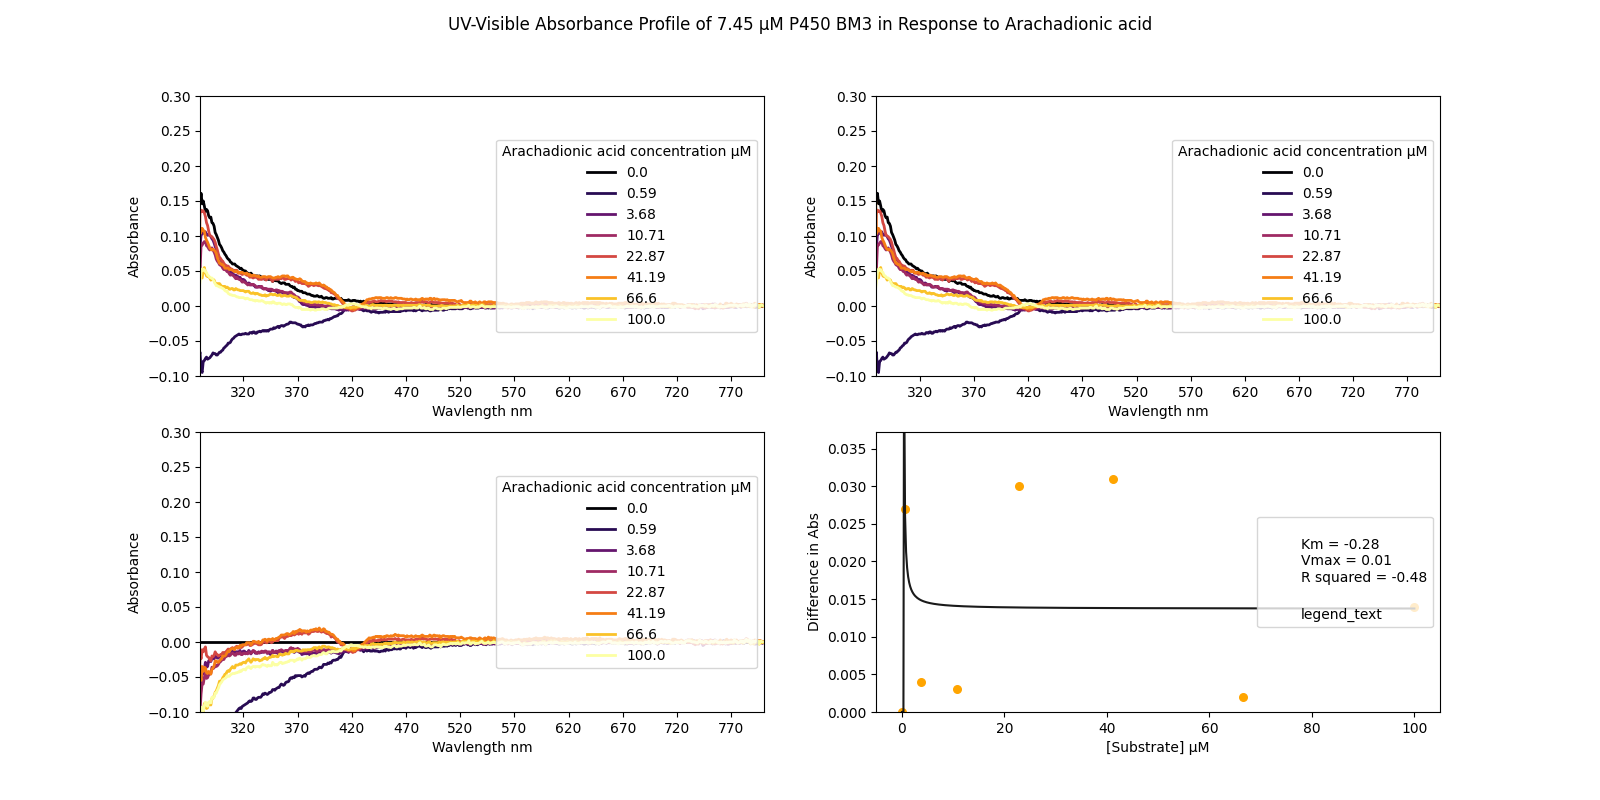 UV-Visible Absorbance Profile of 7.45 μM P450 BM3 in Response to Arachadionic acid
0.30
0.25
0.20
0.15
0.10
0.05
0.00
−0.05
−0.10
Absorbance
320 370 420 470 520 570 620 670 720 770
Wavlength nm
Arachadionic acid concentration μM
0.0
0.59
3.68
10.71
22.87
41.19
66.6
100.0
0.30
0.25
0.20
0.15
0.10
0.05
0.00
−0.05
−0.10
Absorbance
320 370 420 470 520 570 620 670 720 770
Wavlength nm
Arachadionic acid concentration μM
0.0
0.59
3.68
10.71
22.87
41.19
66.6
100.0
0.30
0.25
0.20
0.15
0.10
0.05
0.00
−0.05
−0.10
Absorbance
320 370 420 470 520 570 620 670 720 770
Wavlength nm
Arachadionic acid concentration μM
0.0
0.59
3.68
10.71
22.87
41.19
66.6
100.0
0.035
0.030
0.025
0.020
0.015
0.010
0.005
0.000
Difference in Abs
0 20 40 60 80 100
[Substrate] μM
Km = -0.28
Vmax = 0.01
R squared = -0.48
legend_text